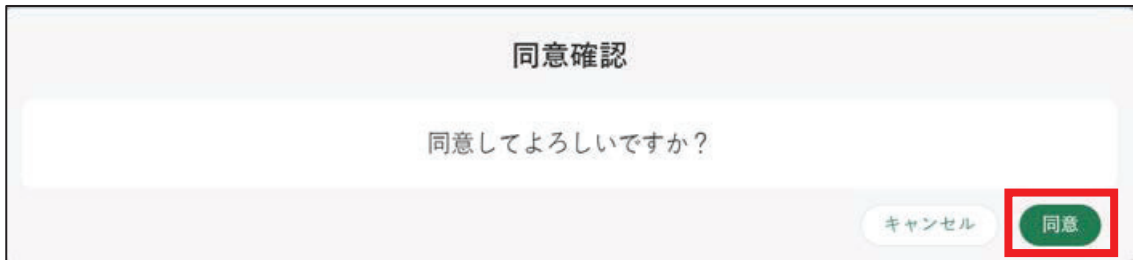 同意確認
同意してよろしいですか？
キャンセル
同意